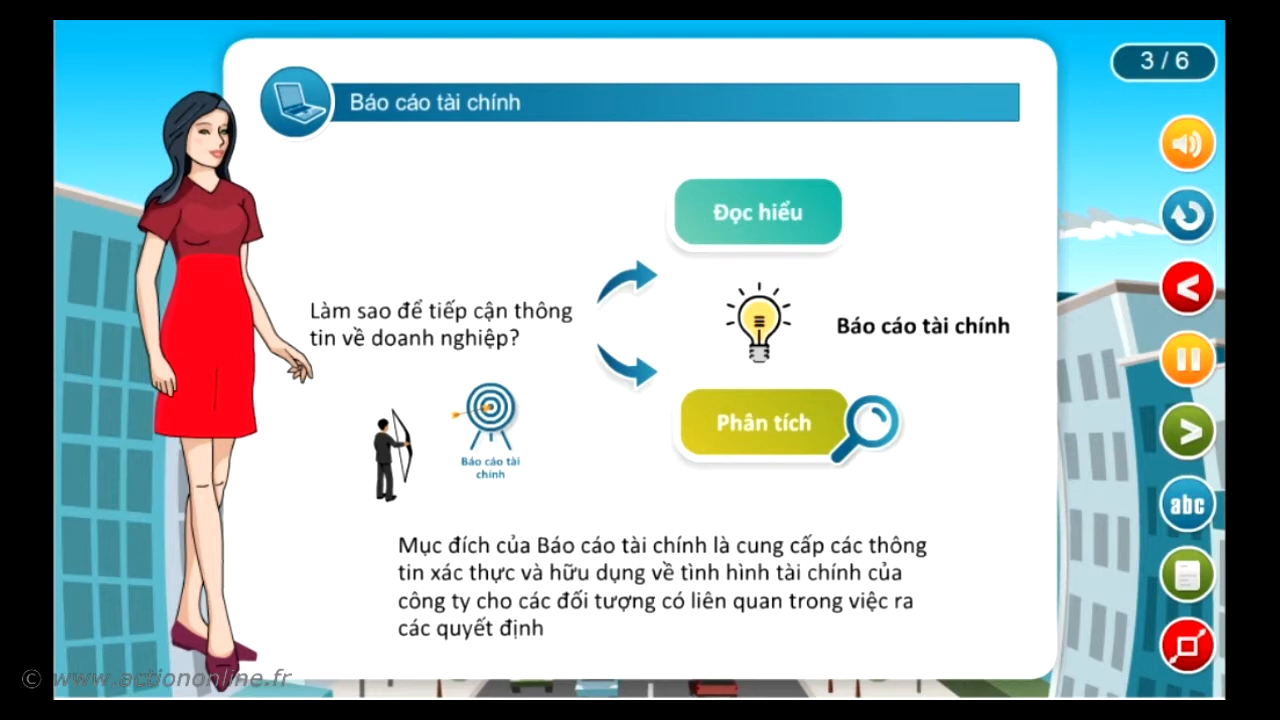 3 / 6
Báo cáo tài chính
Đọc hiểu
Làm sao để tiếp cận thông
tin về doanh nghiệp?
Báo cáo tài chính
Phân tích
Báo cáo tài
chính
abc
Mục đích của Báo cáo tài chính là cung cấp các thông
tin xác thực và hữu dụng về tình hình tài chính của
công ty cho các đối tượng có liên quan trong việc ra
các quyết định
© www.actiononline.fr